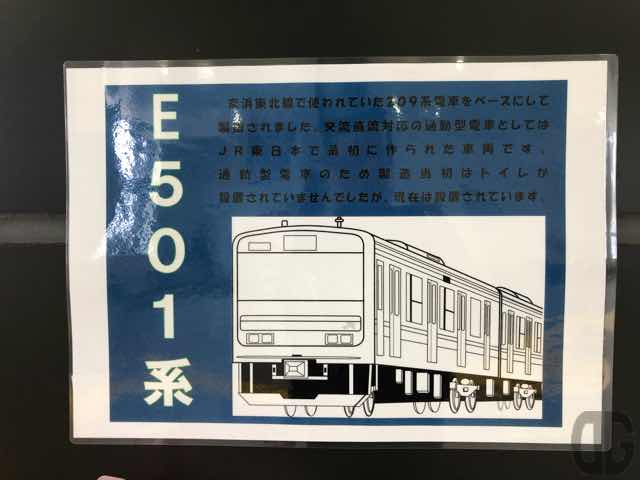 E501系
京浜東北線で使われていた209系電車をベースにして
製造されました。交流直流対応の通勤型電車としては
JR東日本で最初に作られた車両です。
通勤型電車のため製造当初はトイレが
設置されていませんでしたが、現在は設置されています。